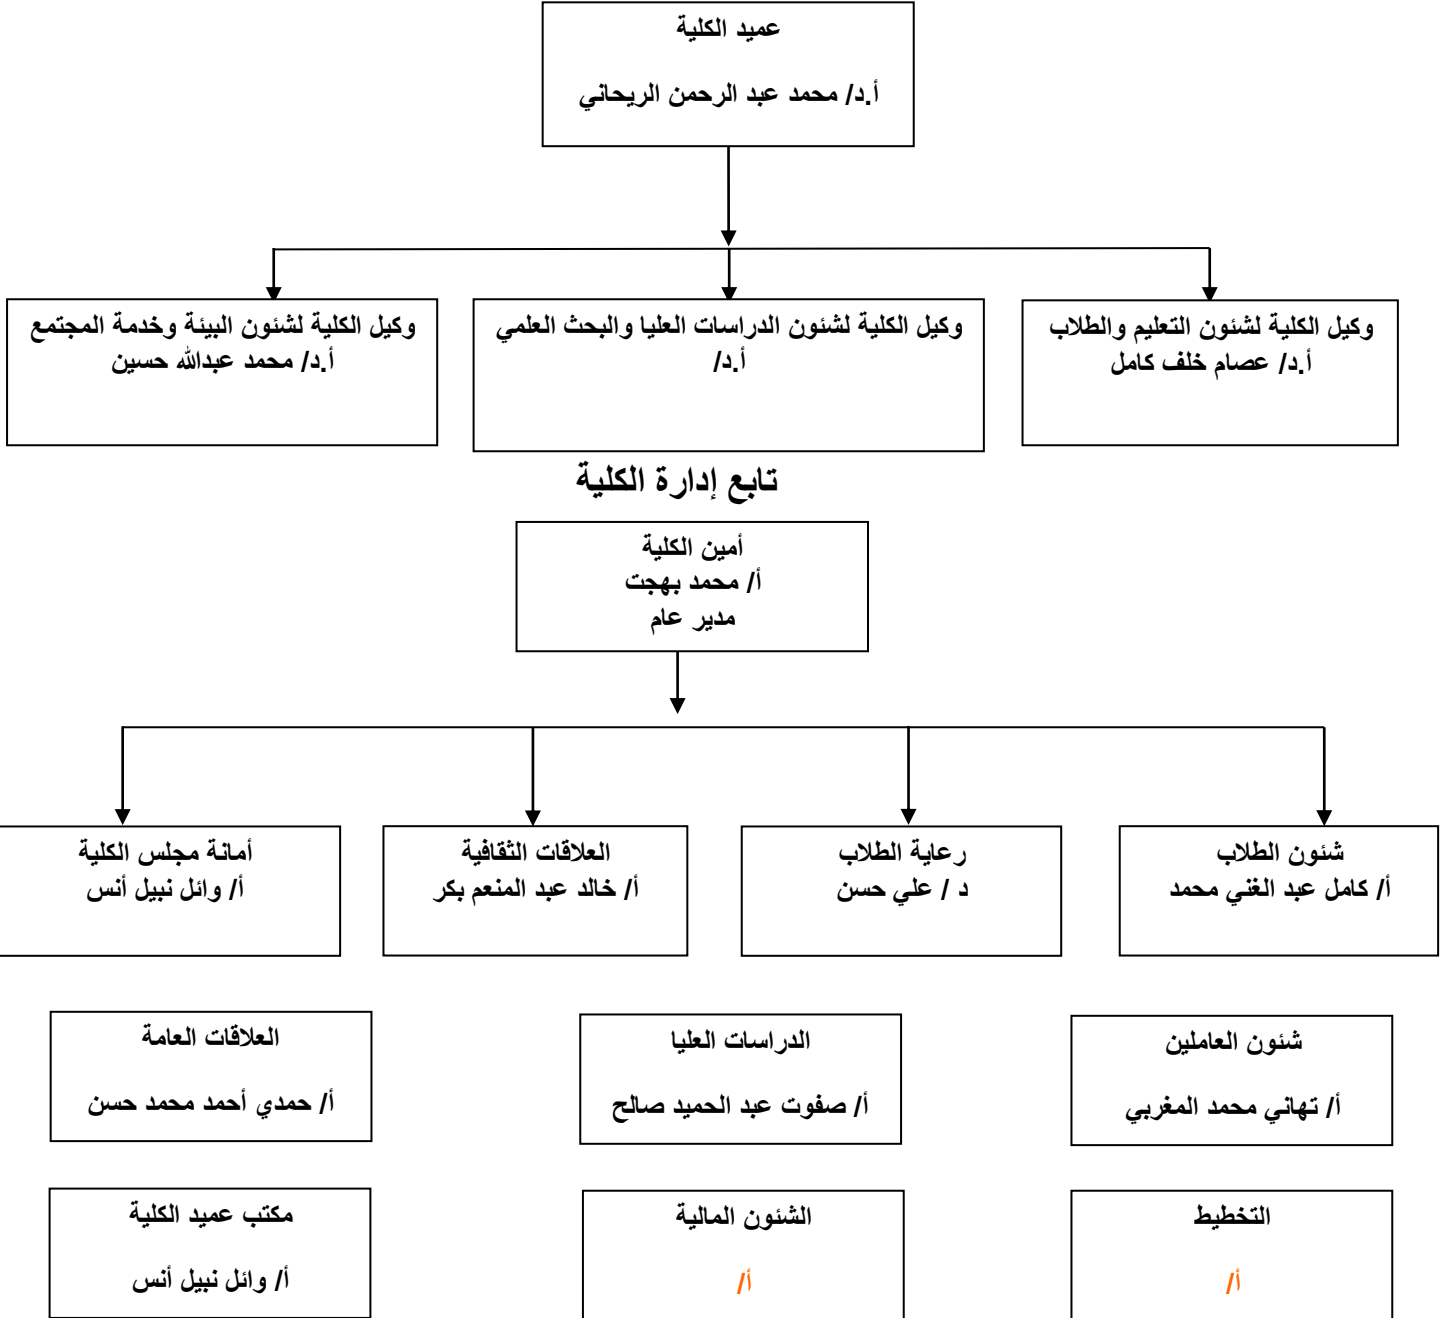 عميد الكلية
أ.د/ محمد عبد الرحمن الريحاني
وكيل الكلية لشئون التعليم والطلاب
أ.د/ عصام خلف كامل
وكيل الكلية لشئون الدراسات العليا والبحث العلمي
أ.د/
وكيل الكلية لشئون البيئة وخدمة المجتمع
أ.د/ محمد عبدالله حسين
تابع إدارة الكلية
أمين الكلية
أ/ محمد بهجت
مدير عام
شئون الطلاب
أ/ كامل عبد الغني محمد
رعاية الطلاب
د / علي حسن
العلاقات الثقافية
أ/ خالد عبد المنعم بكر
أمانة مجلس الكلية
أ/ وائل نبيل أنس
شئون العاملين
أ/ تهاني محمد المغربي
الدراسات العليا
أ/ صفوت عبد الحميد صالح
العلاقات العامة
أ/ حمدي أحمد محمد حسن
التخطيط
أ/
الشئون المالية
أ/
مكتب عميد الكلية
أ/ وائل نبيل أنس